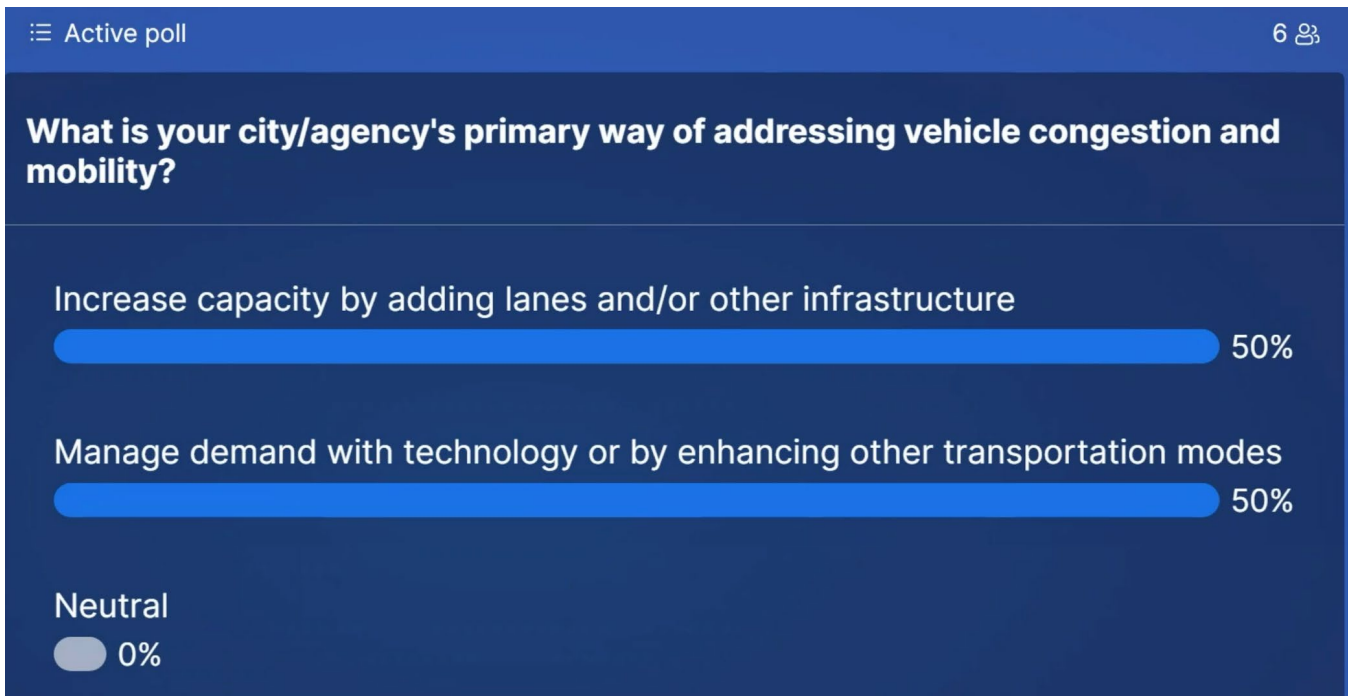 Active poll
6
What is your city/agency's primary way of addressing vehicle congestion and
mobility?
Increase capacity by adding lanes and/or other infrastructure
50%
Manage demand with technology or by enhancing other transportation modes
50%
Neutral
0%